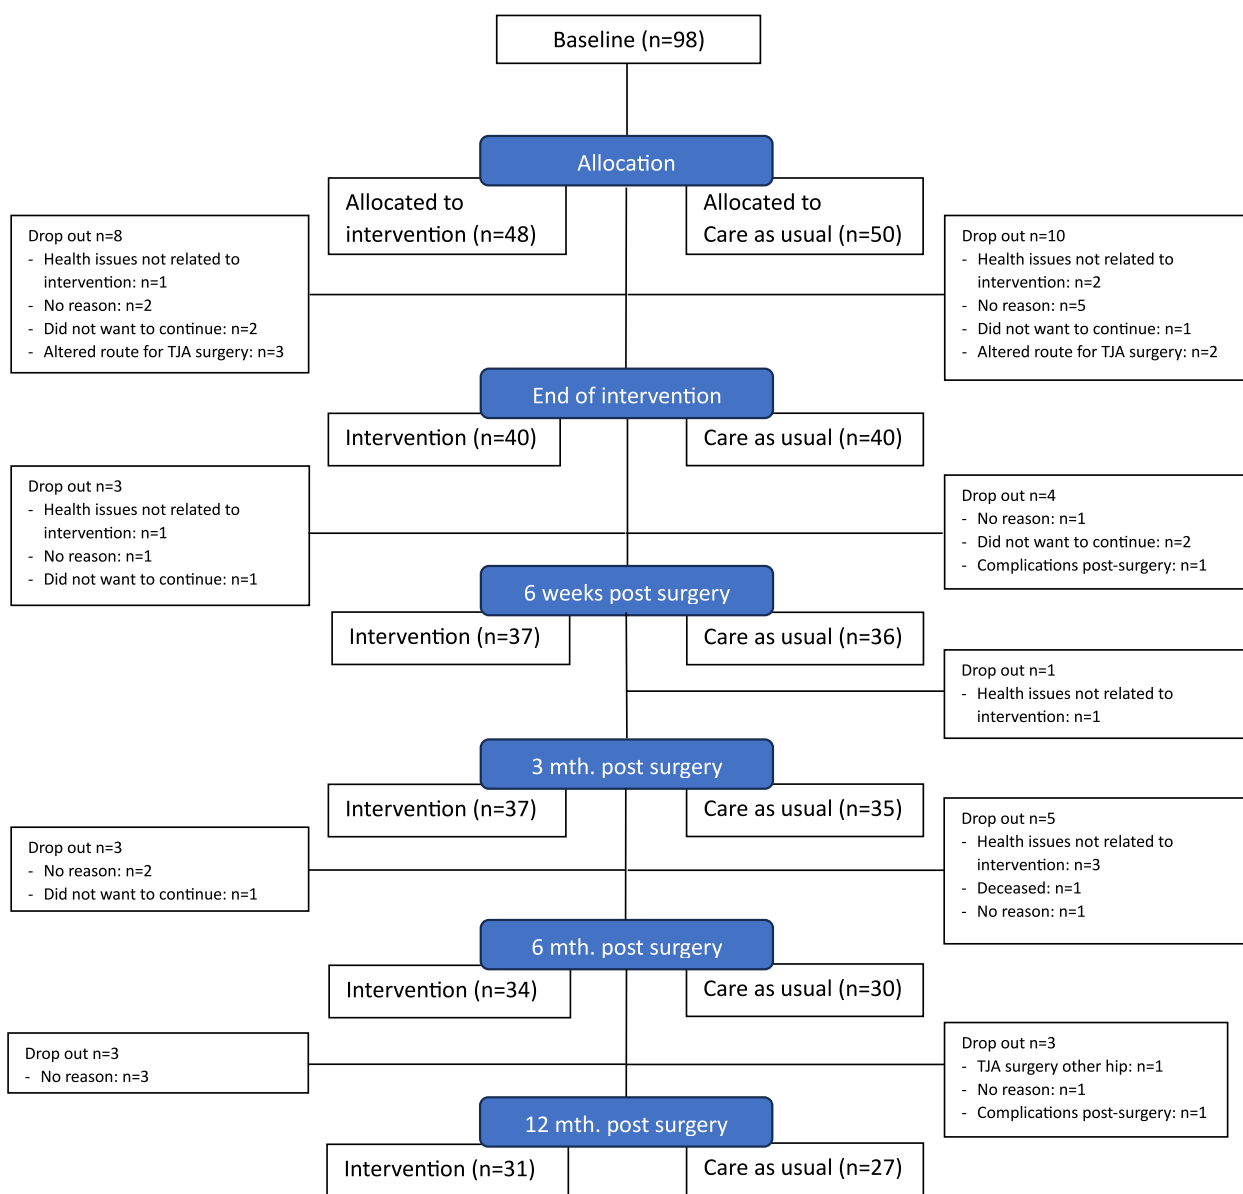 Baseline (n=98)
Allocation
Allocated to
intervention (n=48)
Allocated to
Care as usual (n=50)
Drop out n=8
- Health issues not related to
intervention: n=1
- No reason: n=2
- Did not want to continue: n=2
- Altered route for TJA surgery: n=3
Drop out n=10
- Health issues not related to
intervention: n=2
- No reason: n=5
- Did not want to continue: n=1
- Altered route for TJA surgery: n=2
End of intervention
Intervention (n=40)
Care as usual (n=40)
Drop out n=3
- Health issues not related to
intervention: n=1
- No reason: n=1
- Did not want to continue: n=1
Drop out n=4
- No reason: n=1
- Did not want to continue: n=2
- Complications post-surgery: n=1
6 weeks post surgery
Intervention (n=37)
Care as usual (n=36)
Drop out n=1
- Health issues not related to
intervention: n=1
3 mth. post surgery
Intervention (n=37)
Care as usual (n=35)
Drop out n=3
- No reason: n=2
- Did not want to continue: n=1
Drop out n=5
- Health issues not related to
intervention: n=3
- Deceased: n=1
- No reason: n=1
6 mth. post surgery
Intervention (n=34)
Care as usual (n=30)
Drop out n=3
- No reason: n=3
Drop out n=3
- TJA surgery other hip: n=1
- No reason: n=1
- Complications post-surgery: n=1
12 mth. post surgery
Intervention (n=31)
Care as usual (n=27)